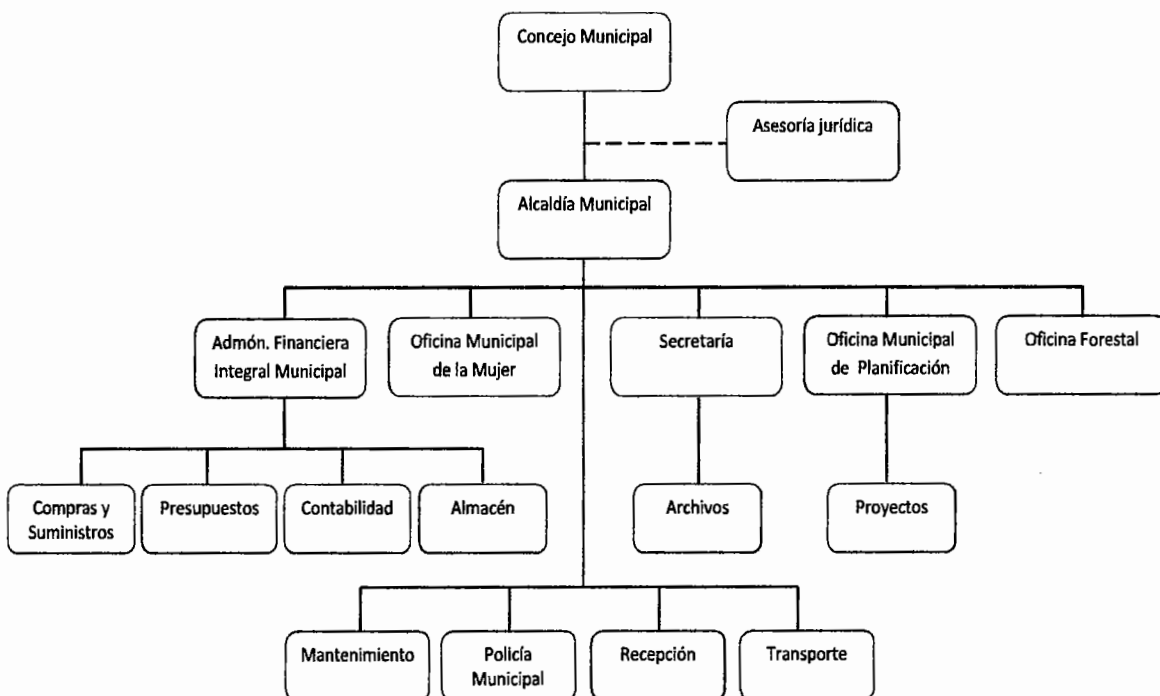 Concejo Municipal
Asesoría jurídica
Alcaldía Municipal
Admón. Financiera
Integral Municipal
Oficina Municipal
de la Mujer
Secretaría
Oficina Municipal
de Planificación
Oficina Forestal
Compras y
Suministros
Presupuestos
Contabilidad
Almacén
Archivos
Proyectos
Mantenimiento
Policía
Municipal
Recepción
Transporte